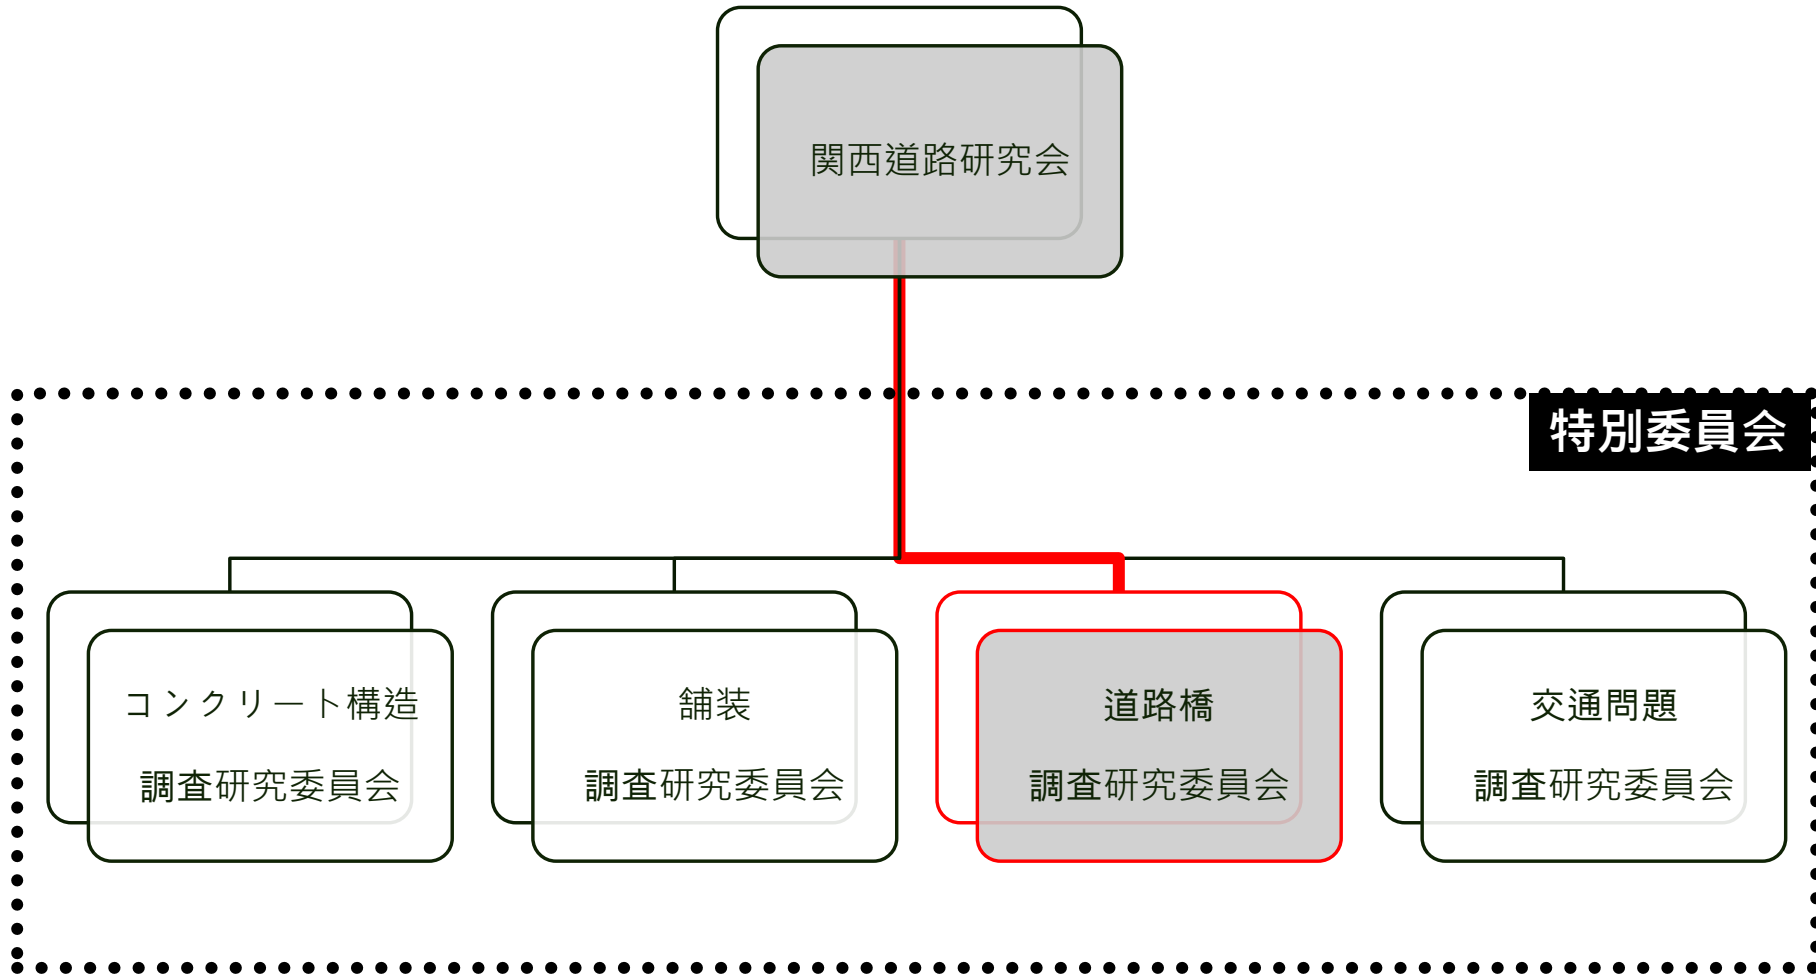 関西道路研究会
特別委員会
コンクリート構造
調査研究委員会
舗装
調査研究委員会
道路橋
調査研究委員会
交通問題
調査研究委員会